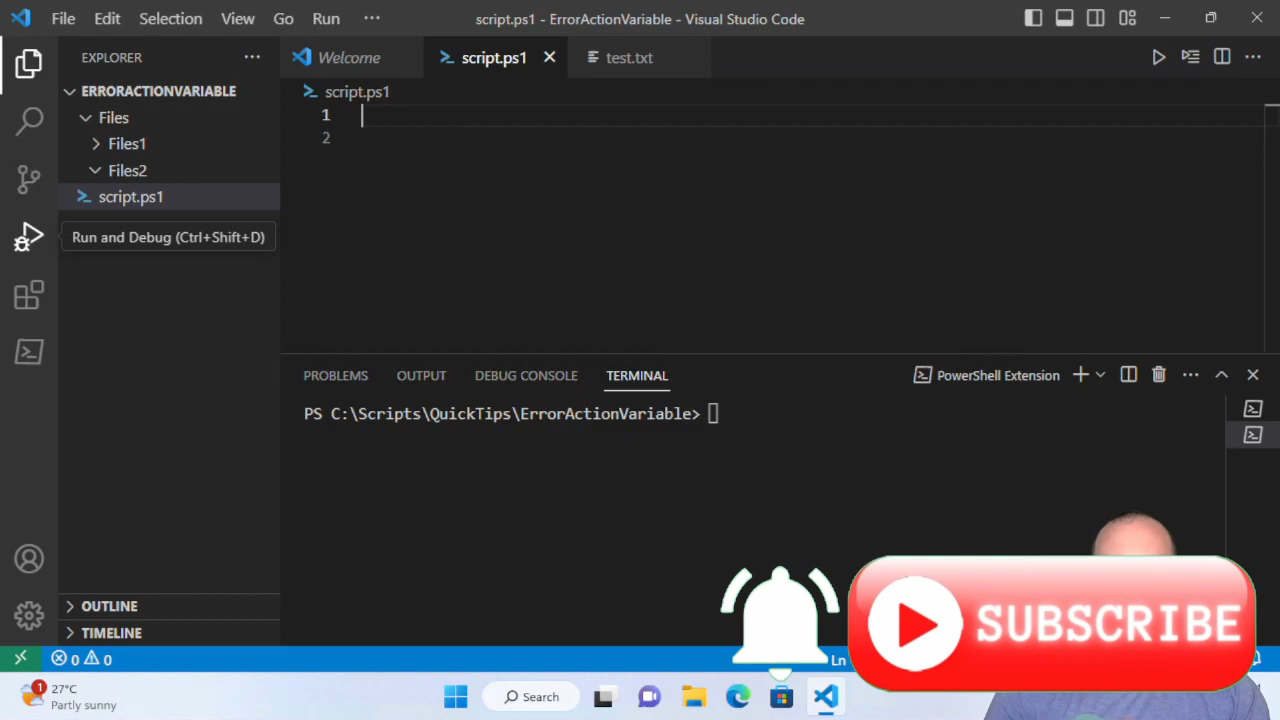 File Edit Selection View Go Run ··· script.ps1 - ErrorActionVariable - Visual Studio Code
EXPLORER ···
Welcome script.ps1 test.txt
ERRORACTIONVARIABLE
script.ps1
Files
1
Files1
2
Files2
script.ps1
Run and Debug (Ctrl+Shift+D)
PROBLEMS OUTPUT DEBUG CONSOLE TERMINAL PowerShell Extension
PS C:\Scripts\QuickTips\ErrorActionVariable>
OUTLINE
TIMELINE
SUBSCRIBE
0 0 Ln
1 27°C
Partly sunny
Search